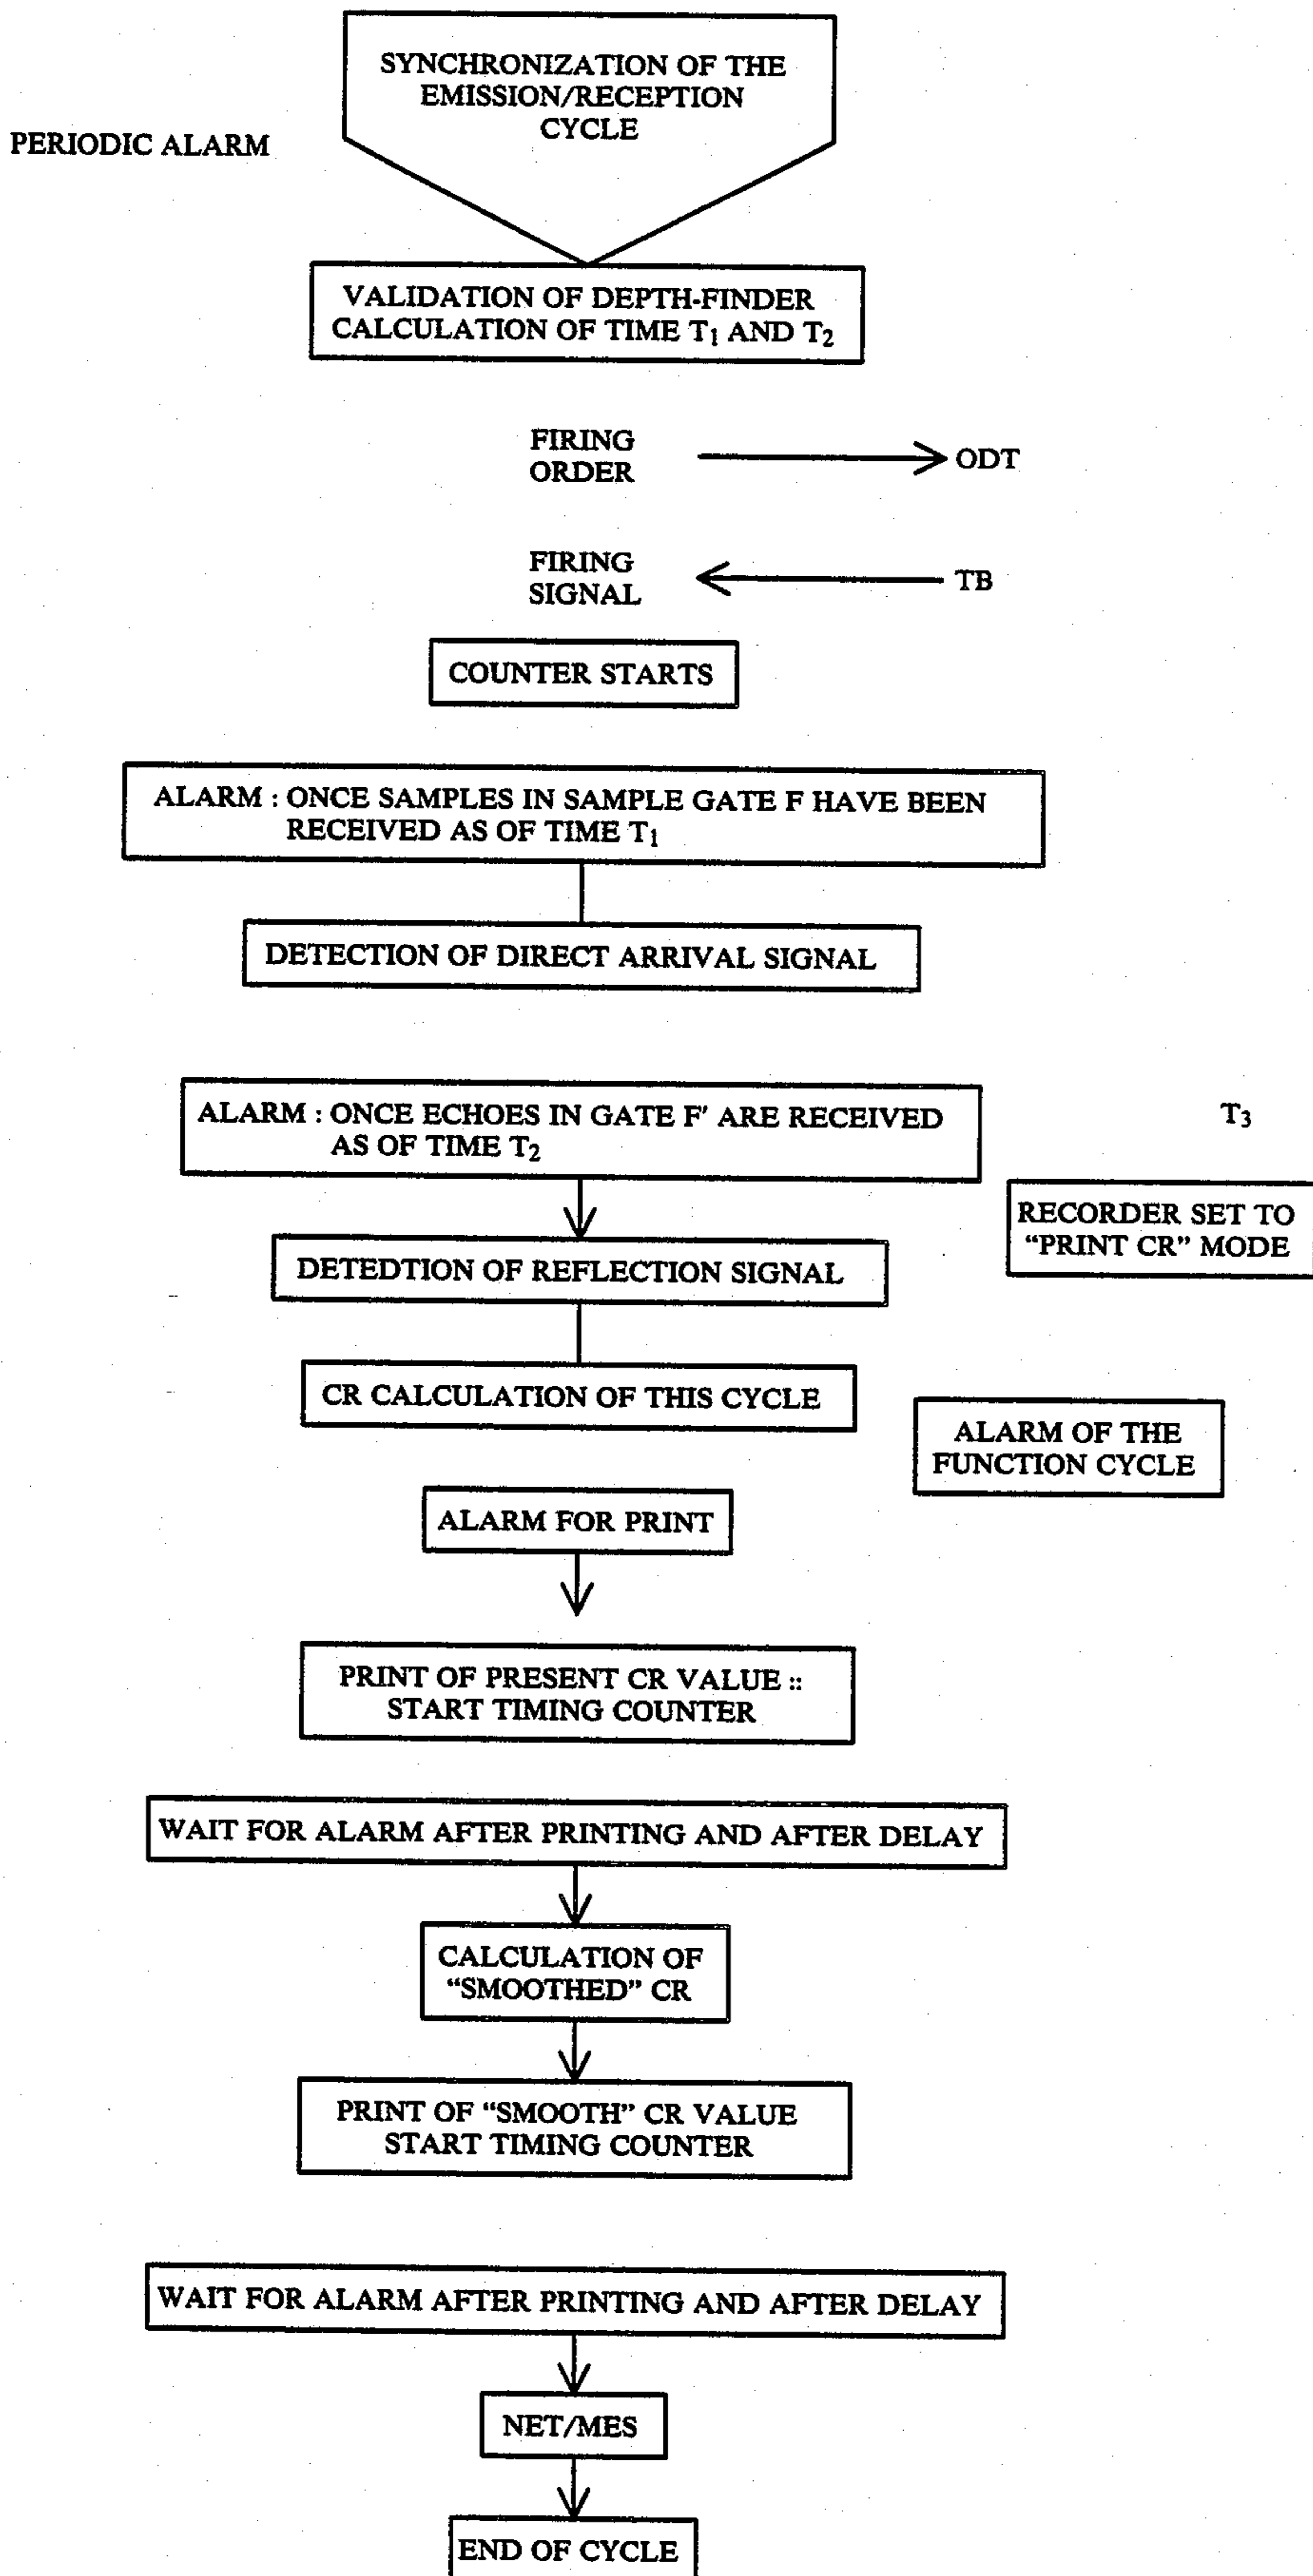 SYNCHRONIZATION OF THE
EMISSION/RECEPTION
CYCLE
PERIODIC ALARM
VALIDATION OF DEPTH-FINDER
CALCULATION OF TIME T1 AND T2
FIRING
ORDER
ODT
FIRING
SIGNAL
TB
COUNTER STARTS
ALARM : ONCE SAMPLES IN SAMPLE GATE F HAVE BEEN
RECEIVED AS OF TIME T1
DETECTION OF DIRECT ARRIVAL SIGNAL
ALARM : ONCE ECHOES IN GATE F' ARE RECEIVED
AS OF TIME T2
T3
RECORDER SET TO
“PRINT CR” MODE
DETEDTION OF REFLECTION SIGNAL
CR CALCULATION OF THIS CYCLE
ALARM OF THE
FUNCTION CYCLE
ALARM FOR PRINT
PRINT OF PRESENT CR VALUE ::
START TIMING COUNTER
WAIT FOR ALARM AFTER PRINTING AND AFTER DELAY
CALCULATION OF
“SMOOTHED” CR
PRINT OF “SMOOTH” CR VALUE
START TIMING COUNTER
WAIT FOR ALARM AFTER PRINTING AND AFTER DELAY
NET/MES
END OF CYCLE